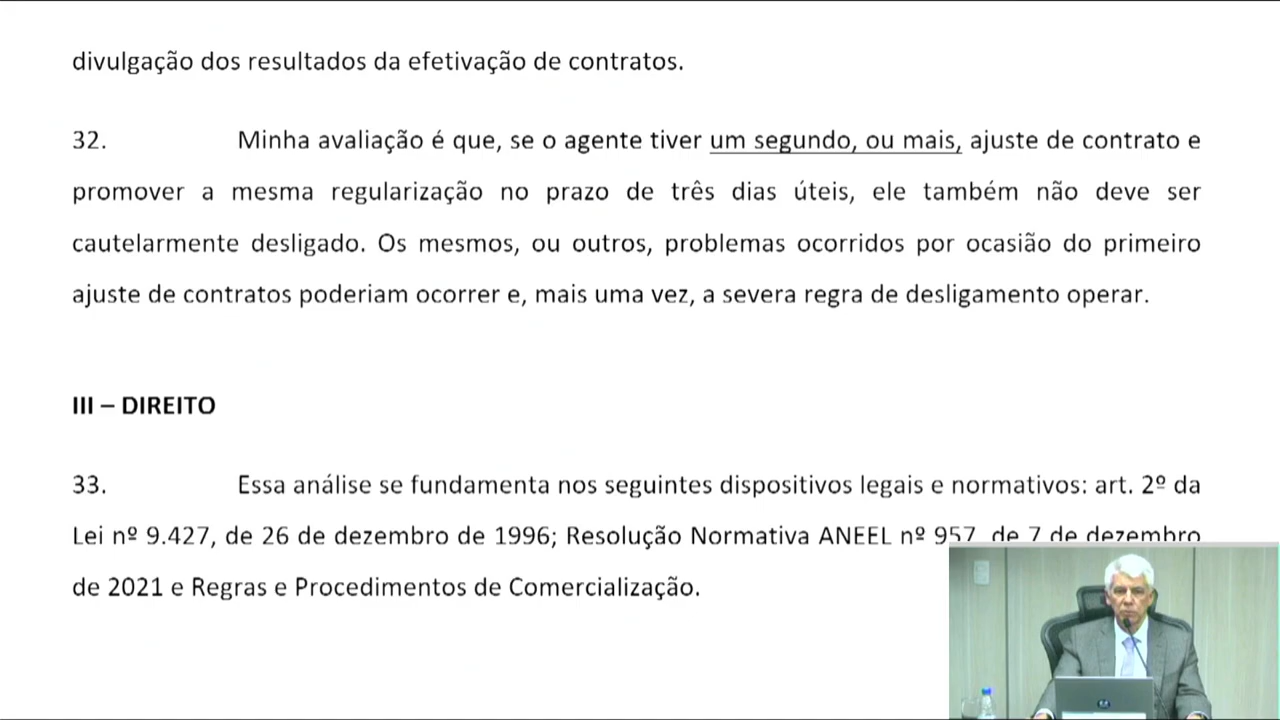 divulgação dos resultados da efetivação de contratos.
32. Minha avaliação é que, se o agente tiver um segundo, ou mais, ajuste de contrato e
promover a mesma regularização no prazo de três dias úteis, ele também não deve ser
cautelarmente desligado. Os mesmos, ou outros, problemas ocorridos por ocasião do primeiro
ajuste de contratos poderiam ocorrer e, mais uma vez, a severa regra de desligamento operar.
III – DIREITO
33. Essa análise se fundamenta nos seguintes dispositivos legais e normativos: art. 2º da
Lei nº 9.427, de 26 de dezembro de 1996; Resolução Normativa ANEEL nº 957, de 7 de dezembro
de 2021 e Regras e Procedimentos de Comercialização.